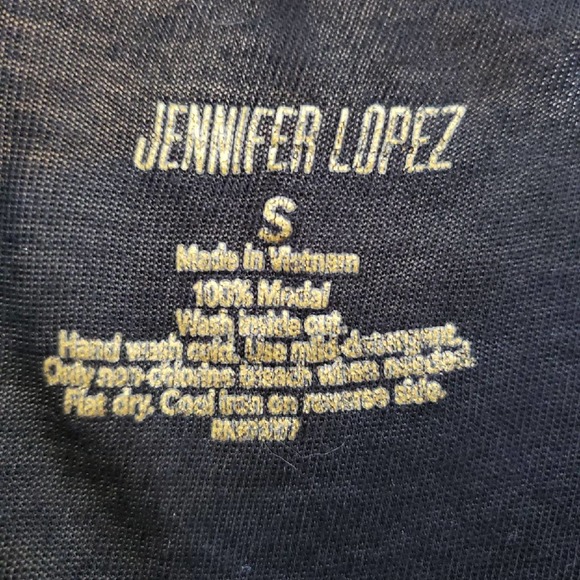 JENNIFER LOPEZ
S
Made in Vietnam
100% Modal
Wash inside out.
Hand wash cold. Use mild detergent.
Only non-chlorine bleach when needed.
Flat dry. Cool iron on reverse side.